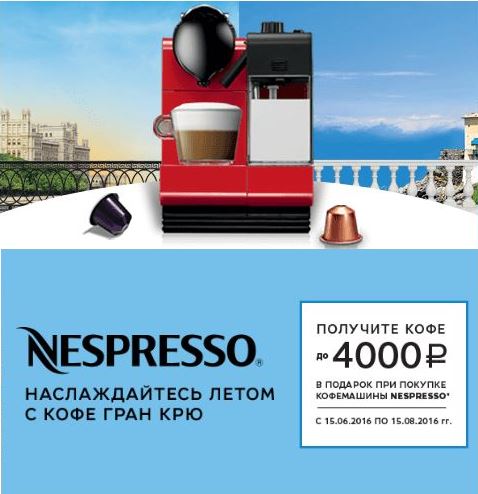 NESPRESSO®
НАСЛАЖДАЙТЕСЬ ЛЕТОМ
С КОФЕ ГРАН КРЮ
ПОЛУЧИТЕ КОФЕ
ДО 4000 ₽
В ПОДАРОК ПРИ ПОКУПКЕ
КОФЕМАШИНЫ NESPRESSO*
С 15.06.2016 ПО 15.08.2016 гг.